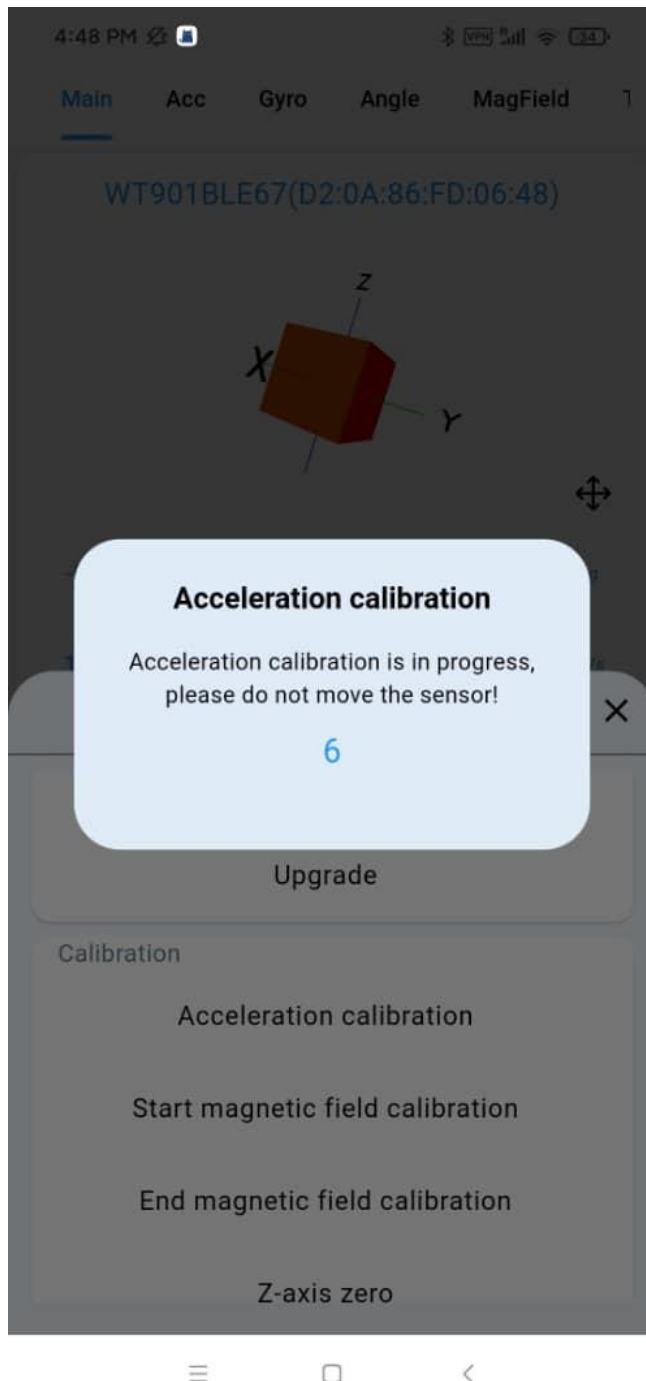 4:48 PM VPN 34
Main Acc Gyro Angle MagField
WT901BLE67(D2:0A:86:FD:06:48)
Z
X
Y
Acceleration calibration
Acceleration calibration is in progress,
please do not move the sensor!
6
Upgrade
Calibration
Acceleration calibration
Start magnetic field calibration
End magnetic field calibration
Z-axis zero